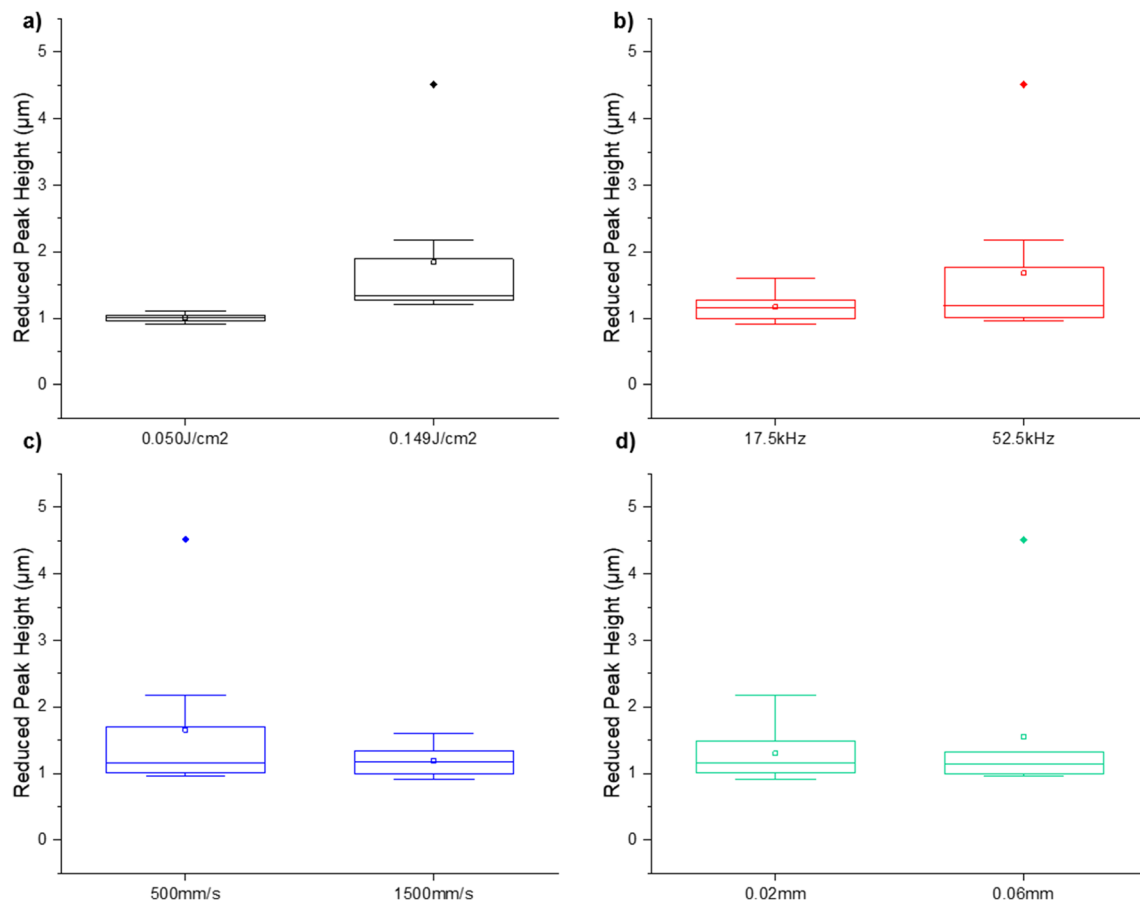 a)
Reduced Peak Height (μm)
5
4
3
2
1
0
0.050J/cm2
0.149J/cm2
b)
Reduced Peak Height (μm)
5
4
3
2
1
0
17.5kHz
52.5kHz
c)
Reduced Peak Height (μm)
5
4
3
2
1
0
500mm/s
1500mm/s
d)
Reduced Peak Height (μm)
5
4
3
2
1
0
0.02mm
0.06mm